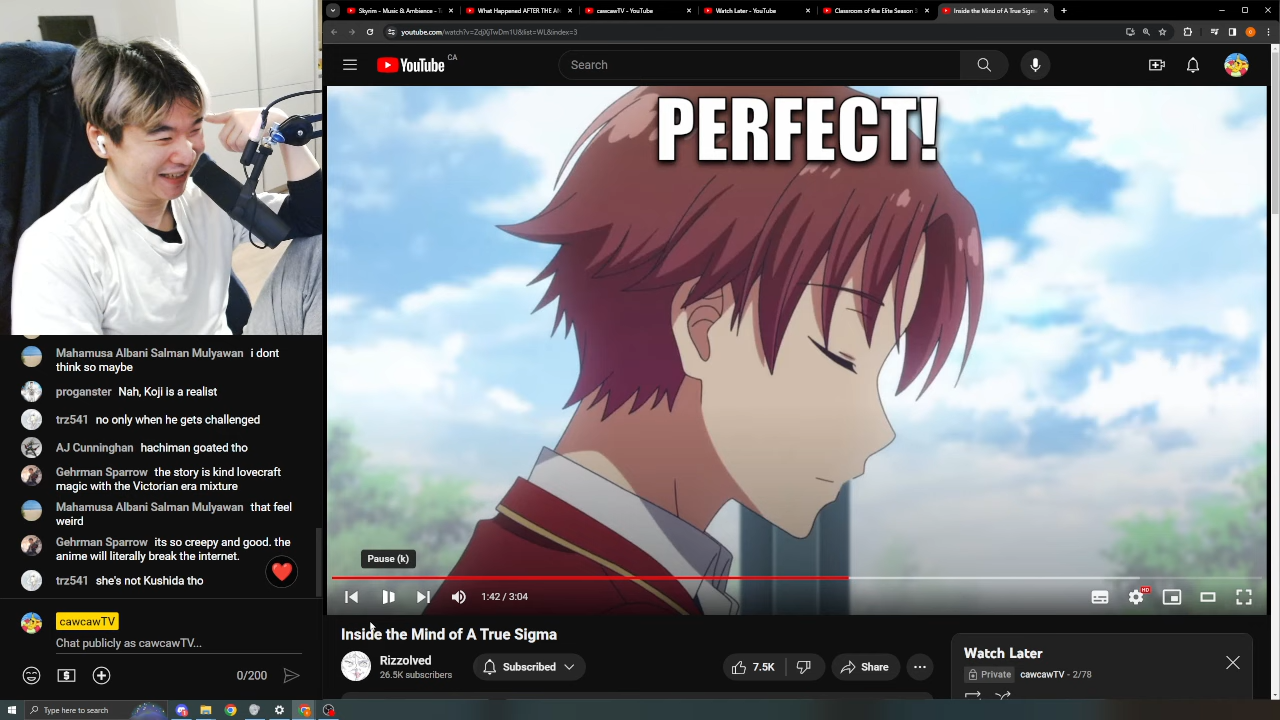 Skyrim - Music & Ambience - T
What Happened AFTER THE A
cawcawTV - YouTube
Watch Later - YouTube
Classroom of the Elite Season
Inside the Mind of A True Sigm
youtube.com/watch?v=ZdjXjTwDm1U&list=WL&index=3
YouTube CA
Search
PERFECT!
Mahamusa Albani Salman Mulyawan i dont
think so maybe
proganster Nah, Koji is a realist
trz541 no only when he gets challenged
AJ Cunninghan hachiman goated tho
Gehrman Sparrow the story is kind lovecraft
magic with the Victorian era mixture
Mahamusa Albani Salman Mulyawan that feel
weird
Gehrman Sparrow its so creepy and good. the
anime will literally break the internet.
trz541 she's not Kushida tho
cawcawTV
Chat publicly as cawcawTV...
0/200
Pause (k)
1:42 / 3:04
HD
Inside the Mind of A True Sigma
Rizzolved
26.5K subscribers
Subscribed
7.5K
Share
Watch Later
Private cawcawTV - 2/78
Type here to search